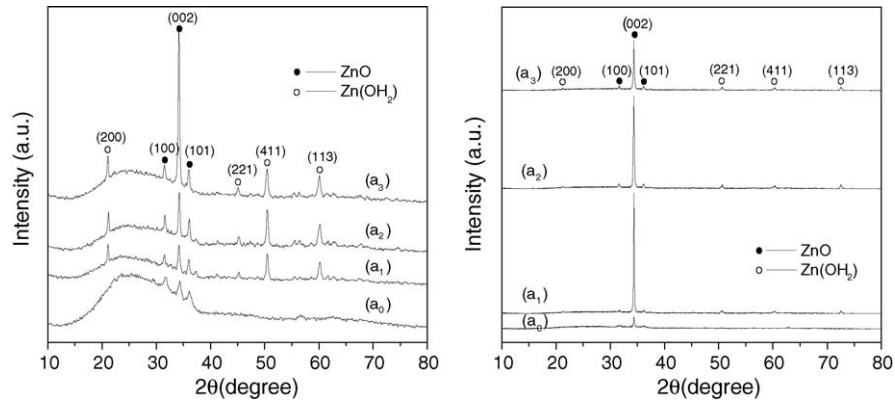 (002)
ZnO
Zn(OH2)
(200)
(100)
(101)
(221)
(411)
(113)
(a3)
(a2)
(a1)
(a0)
Intensity (a.u.)
10 20 30 40 50 60 70 80
2θ(degree)
(002)
(a3)
(200)
(100)
(101)
(221)
(411)
(113)
(a2)
ZnO
Zn(OH2)
(a1)
(a0)
Intensity (a.u.)
10 20 30 40 50 60 70 80
2θ(degree)